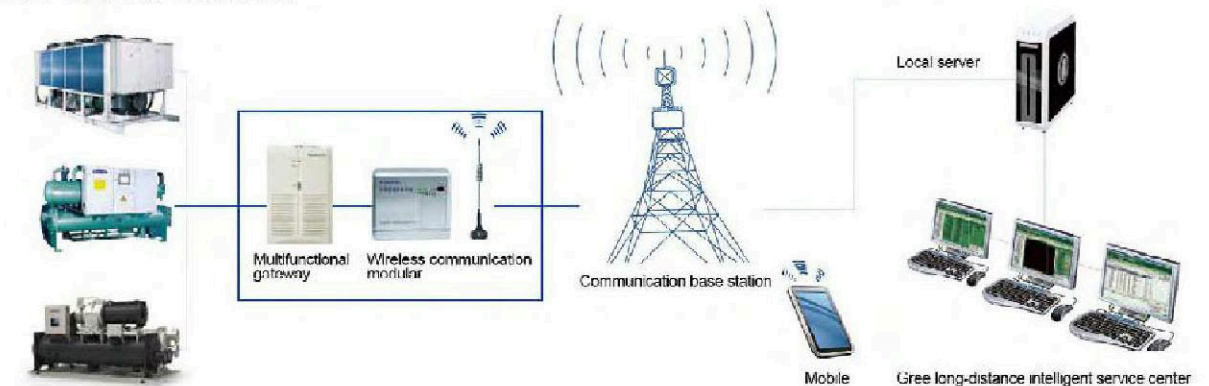 Local server
Multifunctional
gateway
Wireless communication
modular
Communication base station
Mobile
Gree long-distance intelligent service center